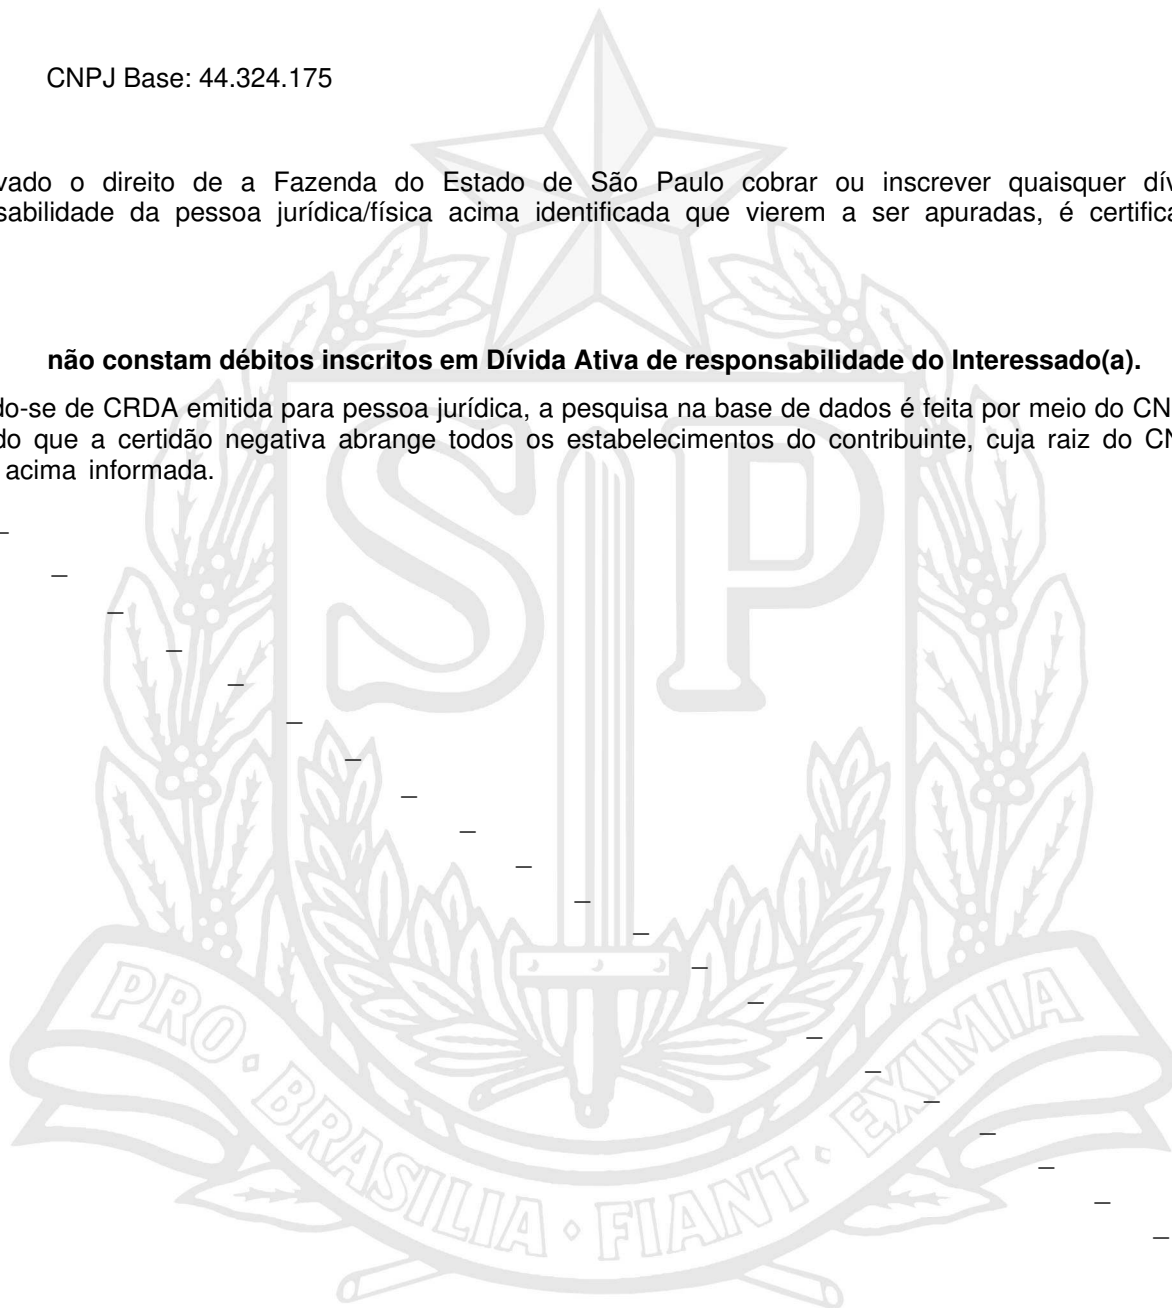 CNPJ Base: 44.324.175
vado o direito de a Fazenda do Estado de São Paulo cobrar ou inscrever quaisquer dív
sabilidade da pessoa jurídica/física acima identificada que vierem a ser apuradas, é certifica
não constam débitos inscritos em Dívida Ativa de responsabilidade do Interessado(a).
do-se de CRDA emitida para pessoa jurídica, a pesquisa na base de dados é feita por meio do CN
do que a certidão negativa abrange todos os estabelecimentos do contribuinte, cuja raiz do CN
acima informada.
SP
PRO · BRASILIA · FIANT · EXIMIA